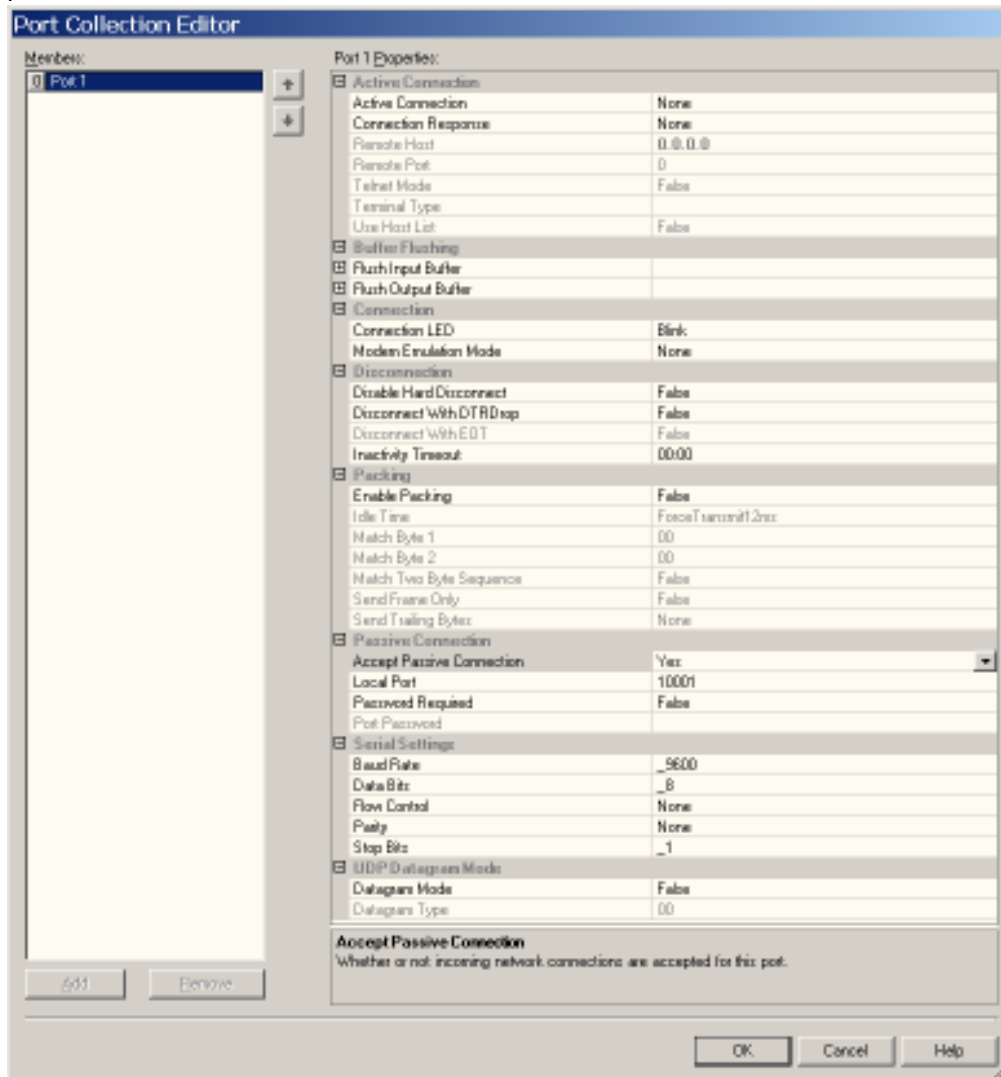 Port Collection Editor
Members:
0 Port 1
Port 1 Properties:
Active Connection
Active Connection None
Connection Response None
Remote Host 0.0.0.0
Remote Port 0
Telnet Mode False
Terminal Type
Use Host List False
Buffer Flushing
Flush Input Buffer
Flush Output Buffer
Connection
Connection LED Blink
Modem Emulation Mode None
Disconnection
Disable Hard Disconnect False
Disconnect With DTRDrop False
Disconnect With EOT False
Inactivity Timeout 00:00
Packing
Enable Packing False
Idle Time ForceTransmit12ms
Match Byte 1 00
Match Byte 2 00
Match Two Byte Sequence False
Send Frame Only False
Send Trailing Bytes None
Passive Connection
Accept Passive Connection Yes
Local Port 10001
Password Required False
Port Password
Serial Settings
Baud Rate _9600
Data Bits _8
Flow Control None
Parity None
Stop Bits _1
UDP Datagram Mode
Datagram Mode False
Datagram Type 00
Accept Passive Connection
Whether or not incoming network connections are accepted for this port.
Add Remove
OK Cancel Help